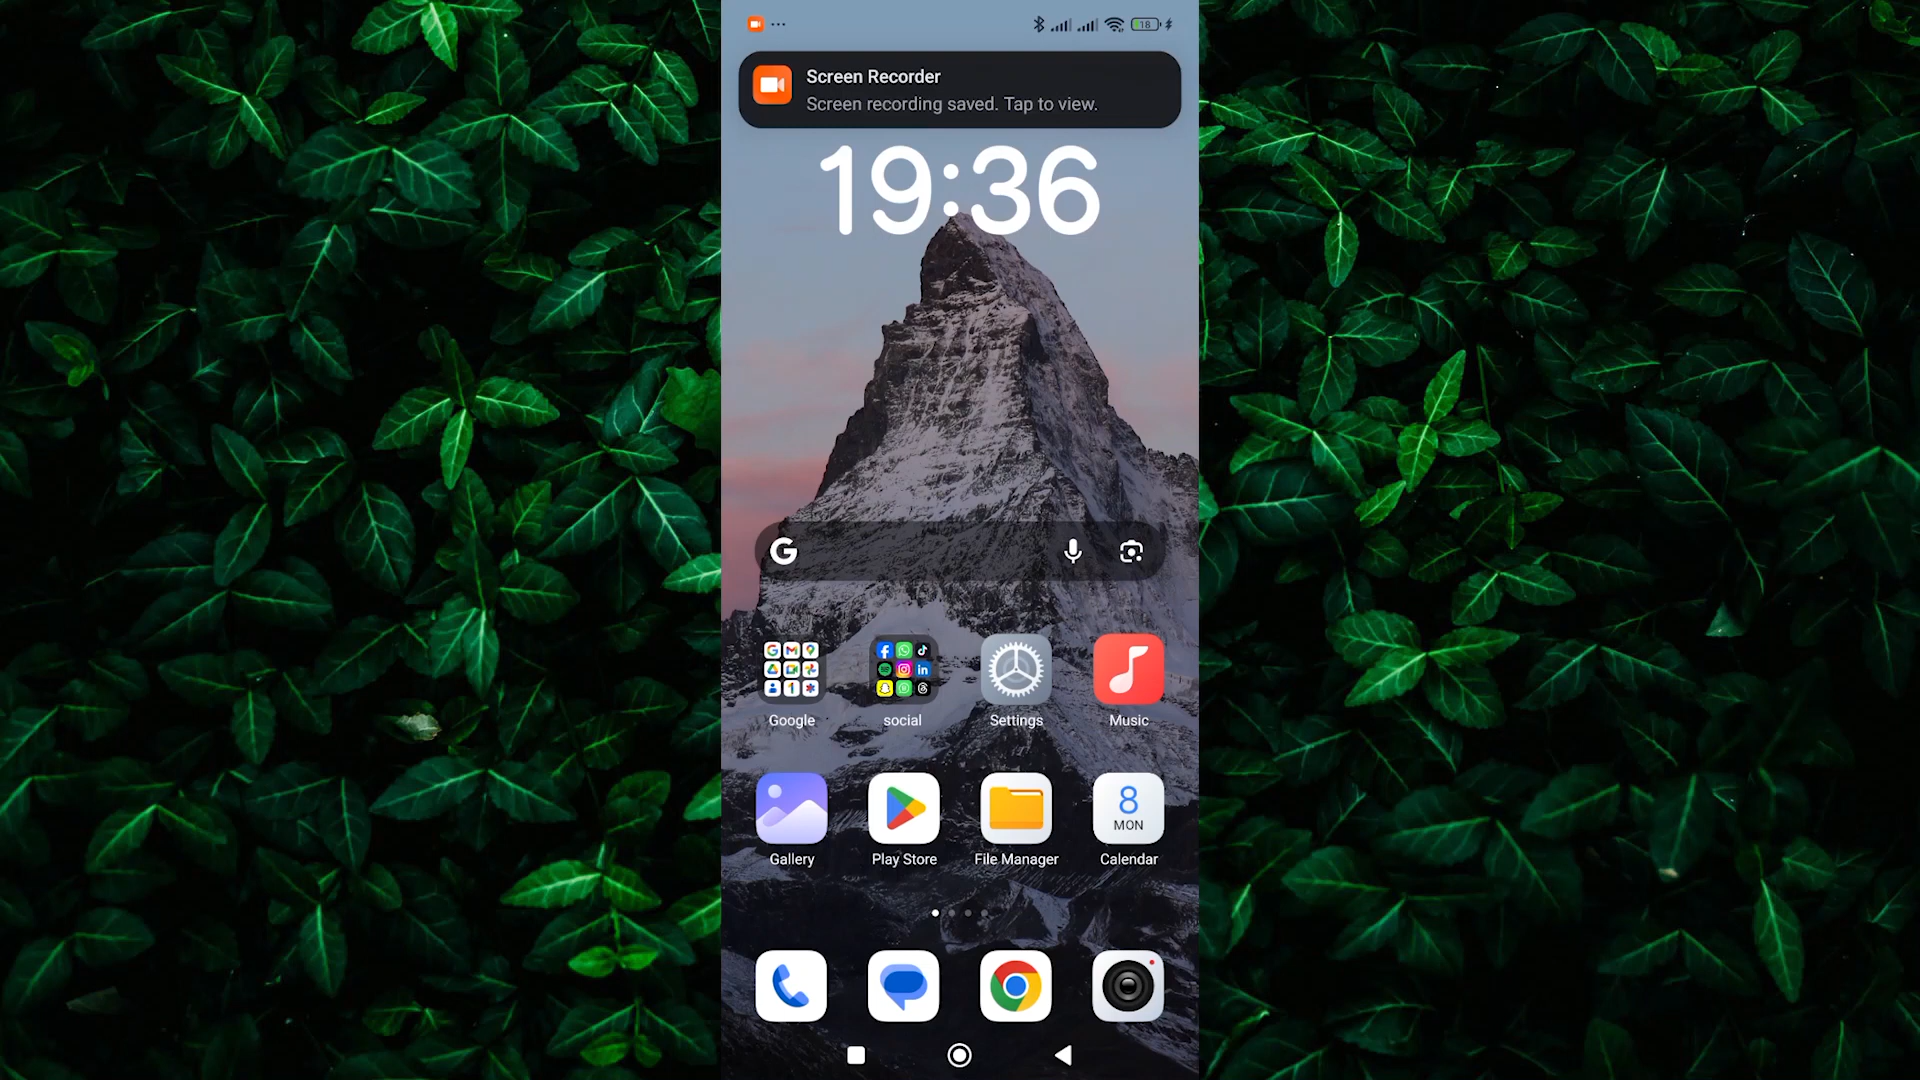 18
Screen Recorder
Screen recording saved. Tap to view.
19:36
Google
social
Settings
Music
8
MON
Gallery
Play Store
File Manager
Calendar